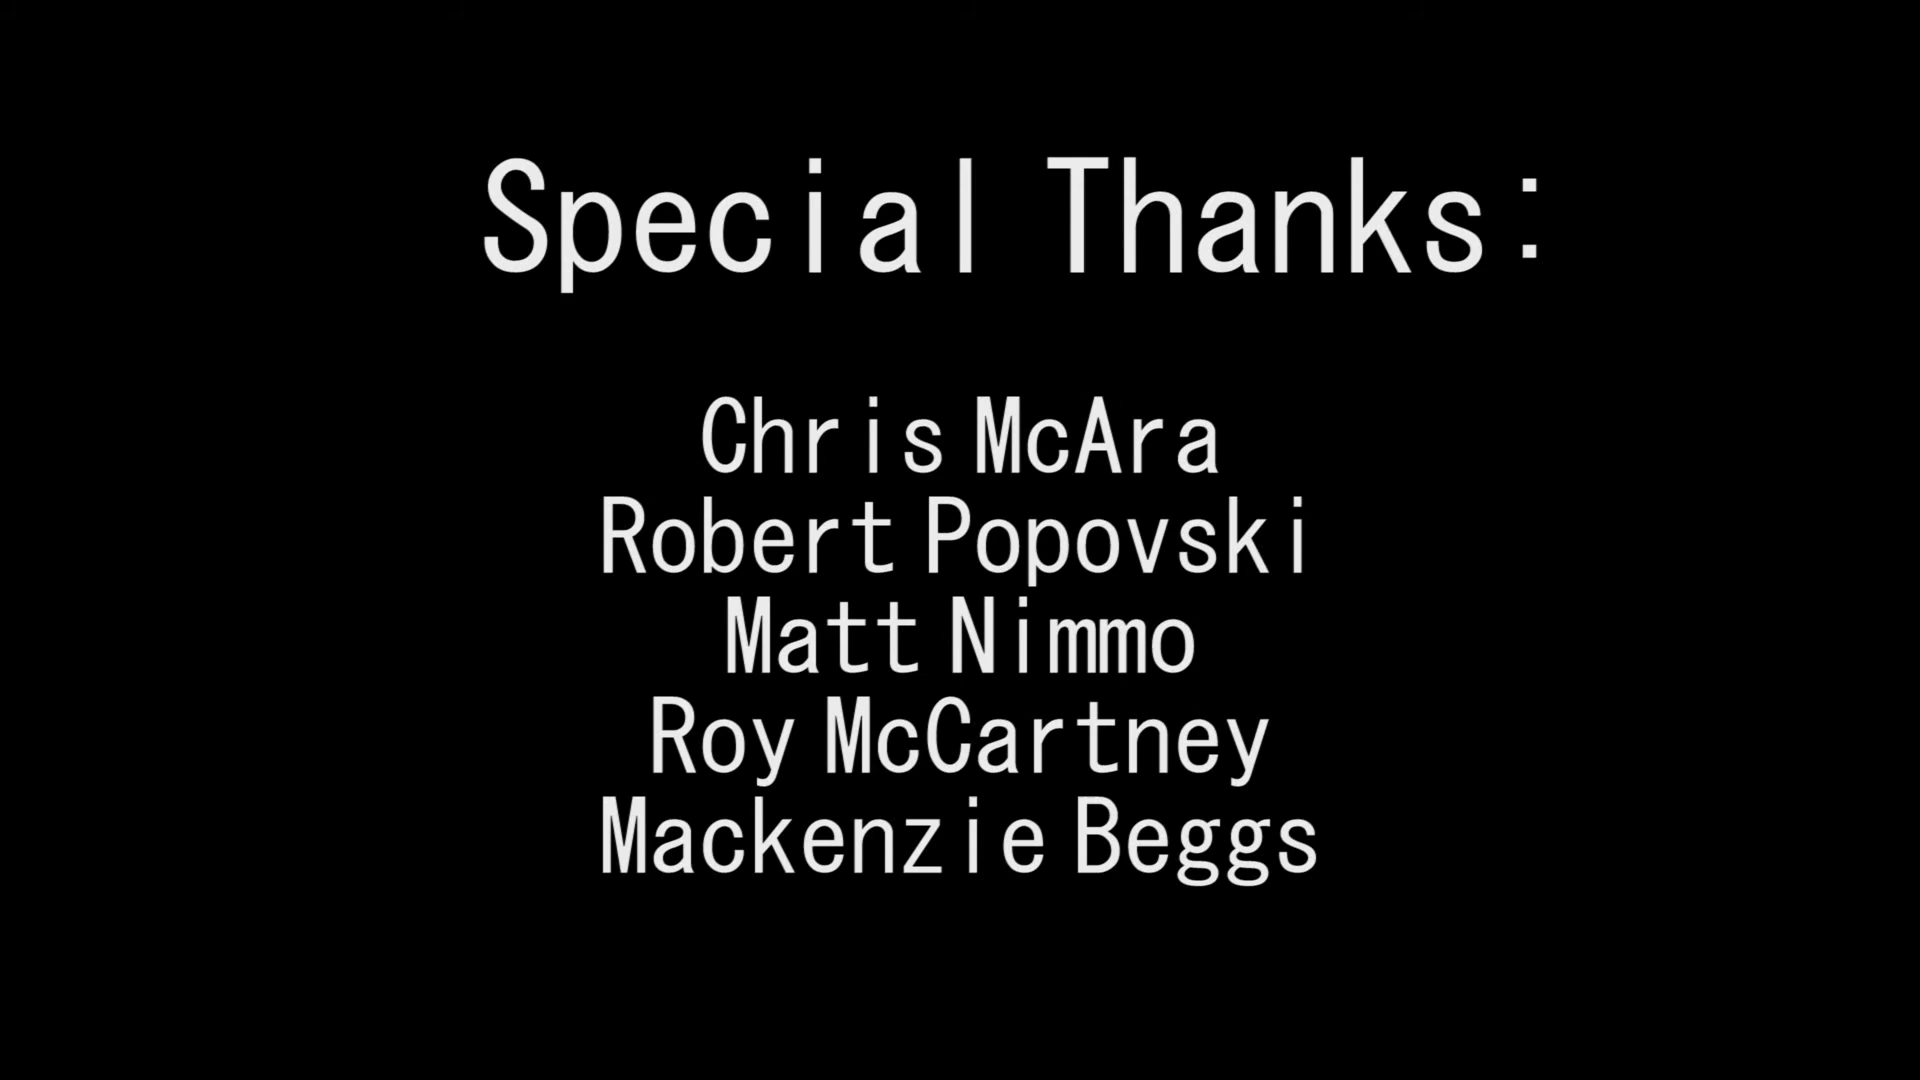 Special Thanks:
Chris McAra
Robert Popovski
Matt Nimmo
Roy McCartney
Mackenzie Beggs